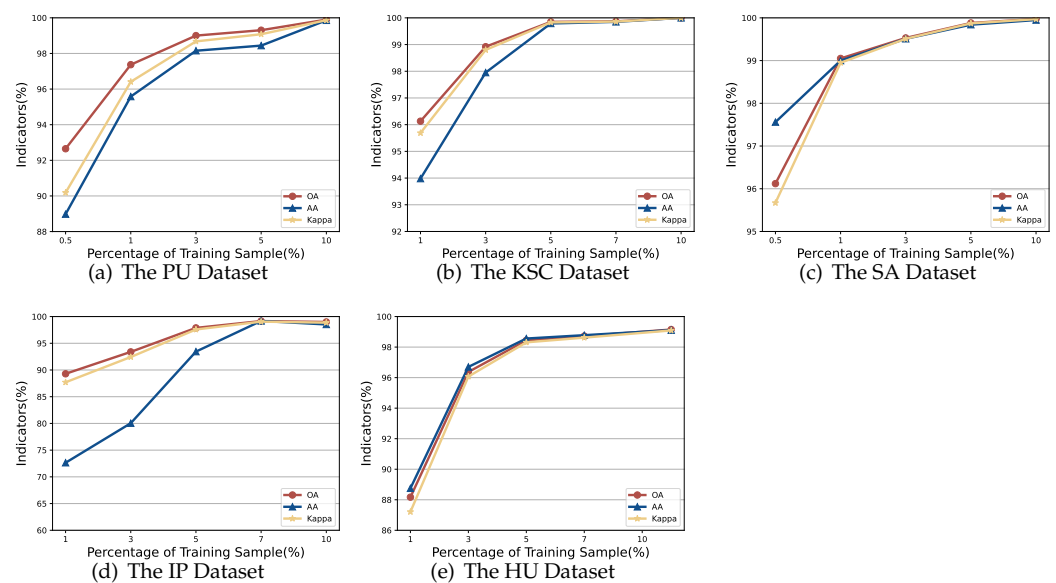 100
98
96
94
92
90
88
Indicators(%)
OA
AA
Kappa
0.5 1 3 5 10
Percentage of Training Sample(%)
(a) The PU Dataset
100
99
98
97
96
95
94
93
92
Indicators(%)
OA
AA
Kappa
1 3 5 7 10
Percentage of Training Sample(%)
(b) The KSC Dataset
100
99
98
97
96
95
Indicators(%)
OA
AA
Kappa
0.5 1 3 5 10
Percentage of Training Sample(%)
(c) The SA Dataset
100
95
90
85
80
75
70
65
60
Indicators(%)
OA
AA
Kappa
1 3 5 7 10
Percentage of Training Sample(%)
(d) The IP Dataset
100
98
96
94
92
90
88
86
Indicators(%)
OA
AA
Kappa
1 3 5 7 10
Percentage of Training Sample(%)
(e) The HU Dataset